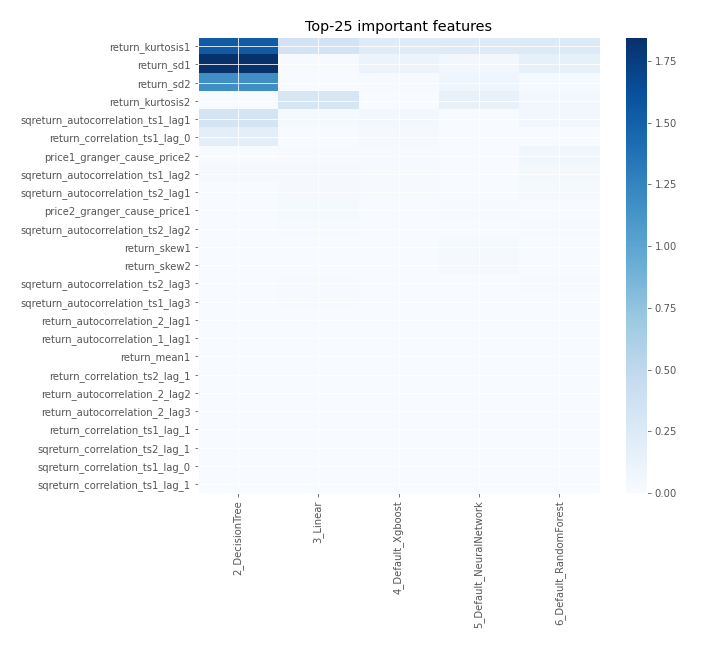 Top-25 important features
return_kurtosis1
return_sd1
return_sd2
return_kurtosis2
sqreturn_autocorrelation_ts1_lag1
return_correlation_ts1_lag_0
price1_granger_cause_price2
sqreturn_autocorrelation_ts1_lag2
sqreturn_autocorrelation_ts2_lag1
price2_granger_cause_price1
sqreturn_autocorrelation_ts2_lag2
return_skew1
return_skew2
sqreturn_autocorrelation_ts2_lag3
sqreturn_autocorrelation_ts1_lag3
return_autocorrelation_2_lag1
return_autocorrelation_1_lag1
return_mean1
return_correlation_ts2_lag_1
return_autocorrelation_2_lag2
return_autocorrelation_2_lag3
return_correlation_ts1_lag_1
sqreturn_correlation_ts2_lag_1
sqreturn_correlation_ts1_lag_0
sqreturn_correlation_ts1_lag_1
2_DecisionTree
3_Linear
4_Default_Xgboost
5_Default_NeuralNetwork
6_Default_RandomForest
1.75
1.50
1.25
1.00
0.75
0.50
0.25
0.00